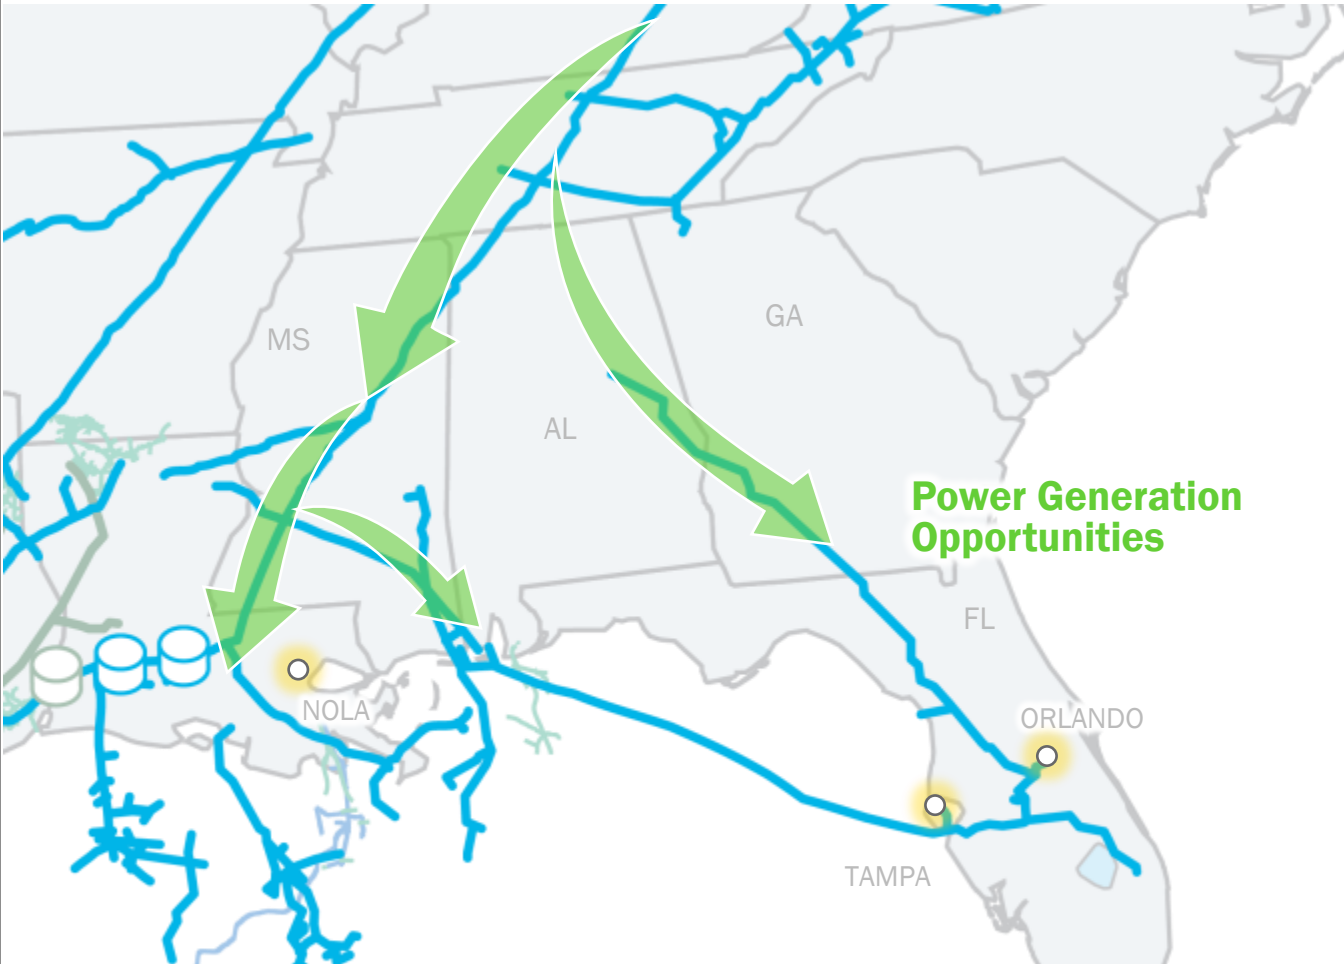 GA
MS
AL
Power Generation
Opportunities
FL
NOLA
ORLANDO
TAMPA